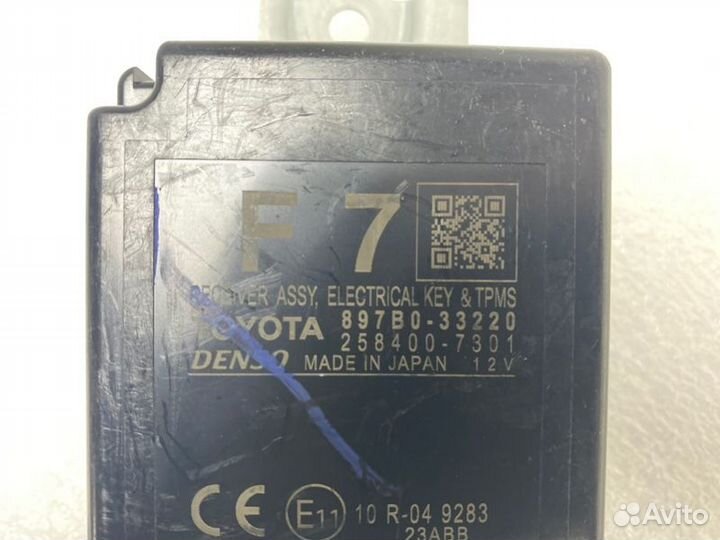 F 7
RECEIVER ASSY, ELECTRICAL KEY & TPMS
TOYOTA 897B0-33220
258400-7301
DENSO MADE IN JAPAN 12V
CE E11 10 R-04 9283
23ABB
Avito